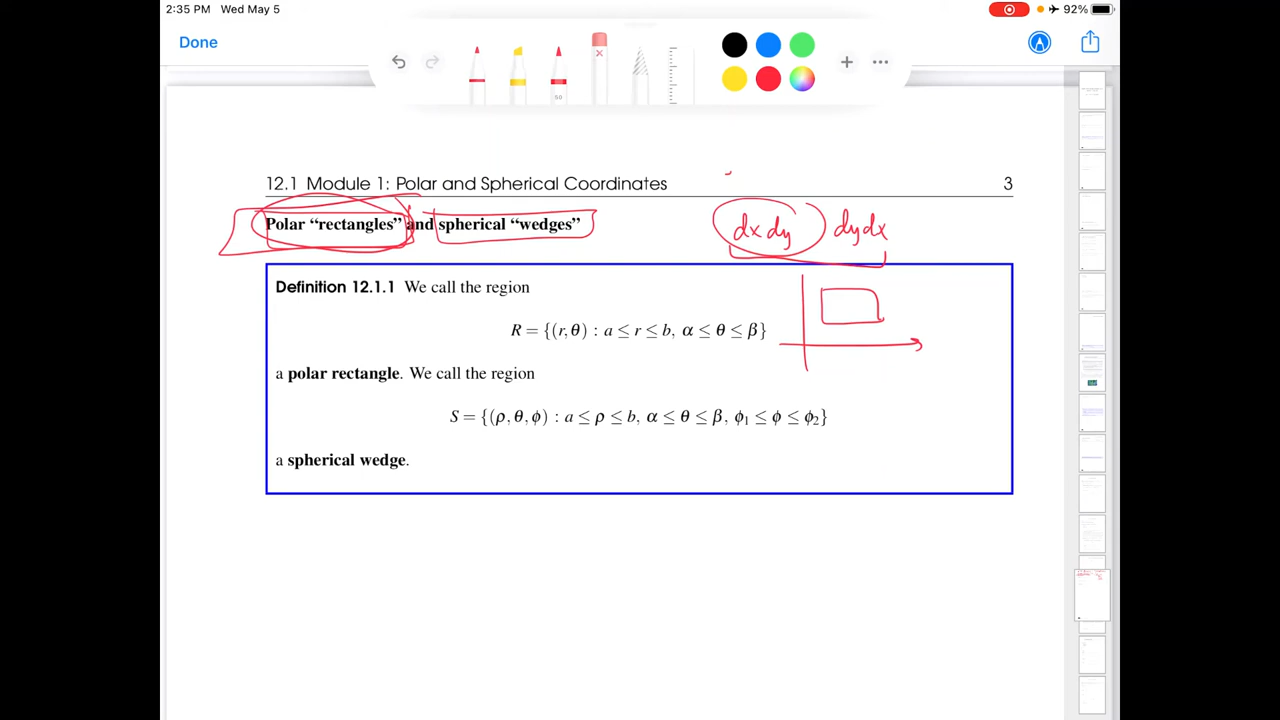 2:35 PM Wed May 5
92%
Done
50
12.1 Module 1: Polar and Spherical Coordinates 3
Polar “rectangles” and spherical “wedges”
dx dy dy dx
Definition 12.1.1 We call the region
R = {(r, θ) : a ≤ r ≤ b, α ≤ θ ≤ β}
a polar rectangle. We call the region
S = {(ρ, θ, ϕ) : a ≤ ρ ≤ b, α ≤ θ ≤ β, ϕ₁ ≤ ϕ ≤ ϕ₂}
a spherical wedge.